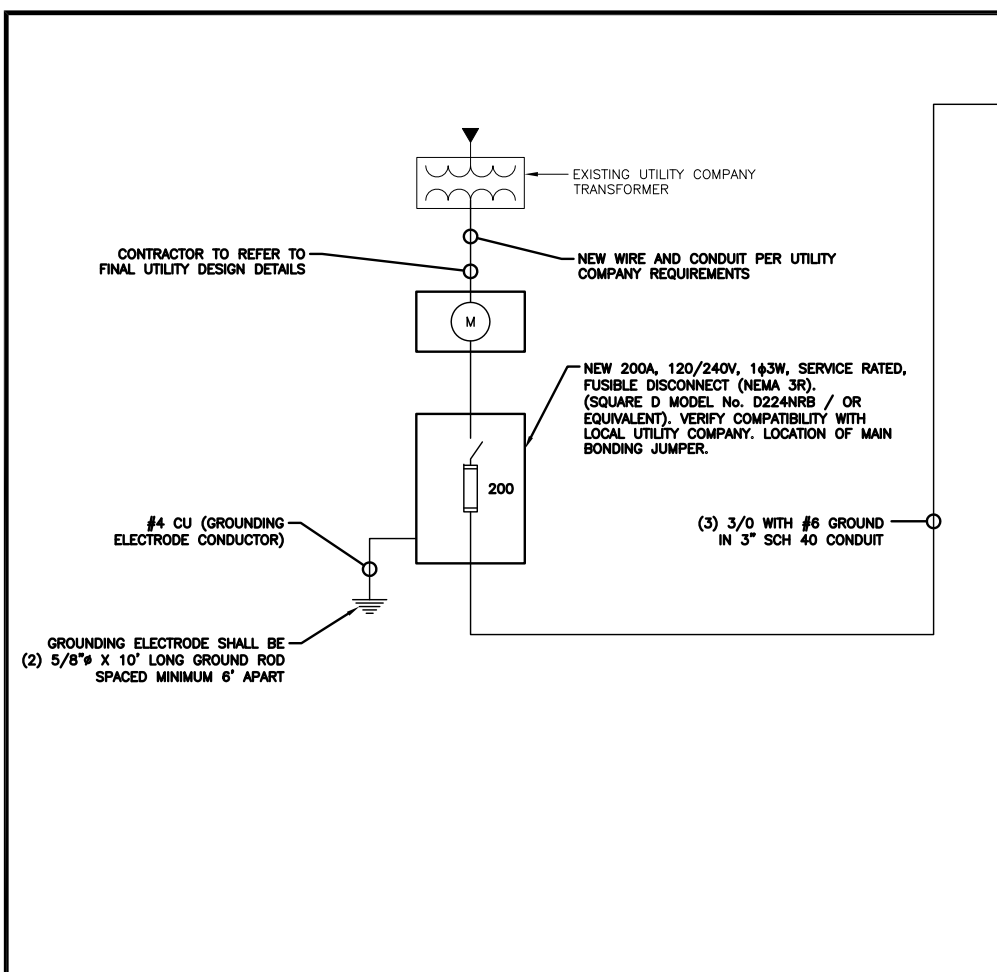 EXISTING UTILITY COMPANY
TRANSFORMER
CONTRACTOR TO REFER TO
FINAL UTILITY DESIGN DETAILS
NEW WIRE AND CONDUIT PER UTILITY
COMPANY REQUIREMENTS
M
NEW 200A, 120/240V, 1ϕ3W, SERVICE RATED,
FUSIBLE DISCONNECT (NEMA 3R).
(SQUARE D MODEL No. D224NRB / OR
EQUIVALENT). VERIFY COMPATIBILITY WITH
LOCAL UTILITY COMPANY. LOCATION OF MAIN
BONDING JUMPER.
200
#4 CU (GROUNDING
ELECTRODE CONDUCTOR)
(3) 3/0 WITH #6 GROUND
IN 3" SCH 40 CONDUIT
GROUNDING ELECTRODE SHALL BE
(2) 5/8"ø X 10' LONG GROUND ROD
SPACED MINIMUM 6' APART